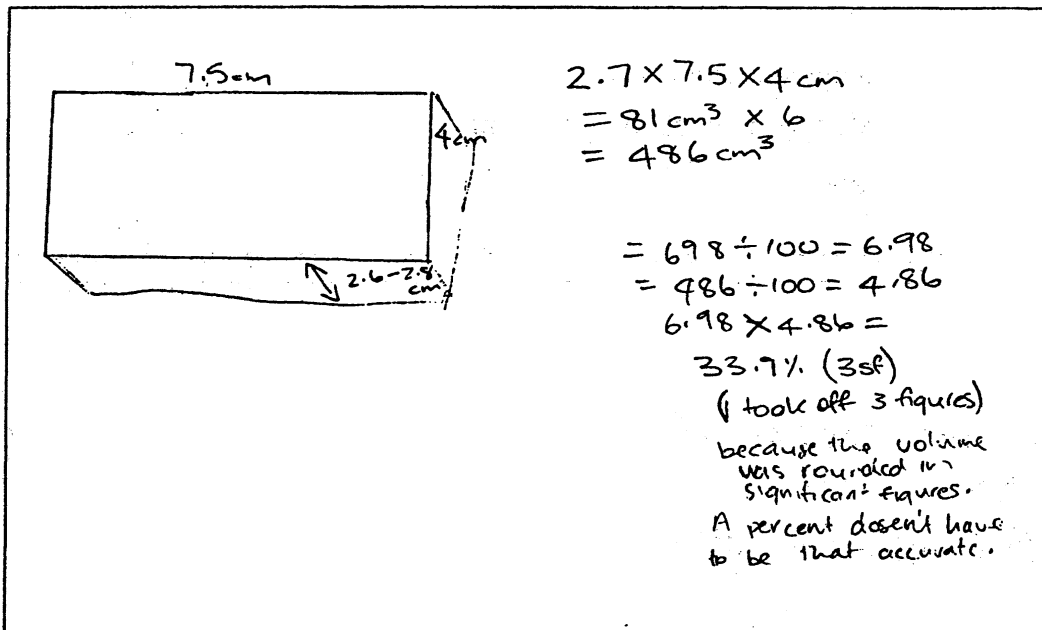 7.5cm
4cm
2.6-2.8
cm
2.7 × 7.5 × 4cm
= 81cm³ × 6
= 486cm³
= 698 ÷ 100 = 6.98
= 486 ÷ 100 = 4.86
6.98 × 4.86 =
33.9% (3sf)
(I took off 3 figures)
because the volume
was rounded in
significant figures.
A percent dosen't have
to be that accurate.